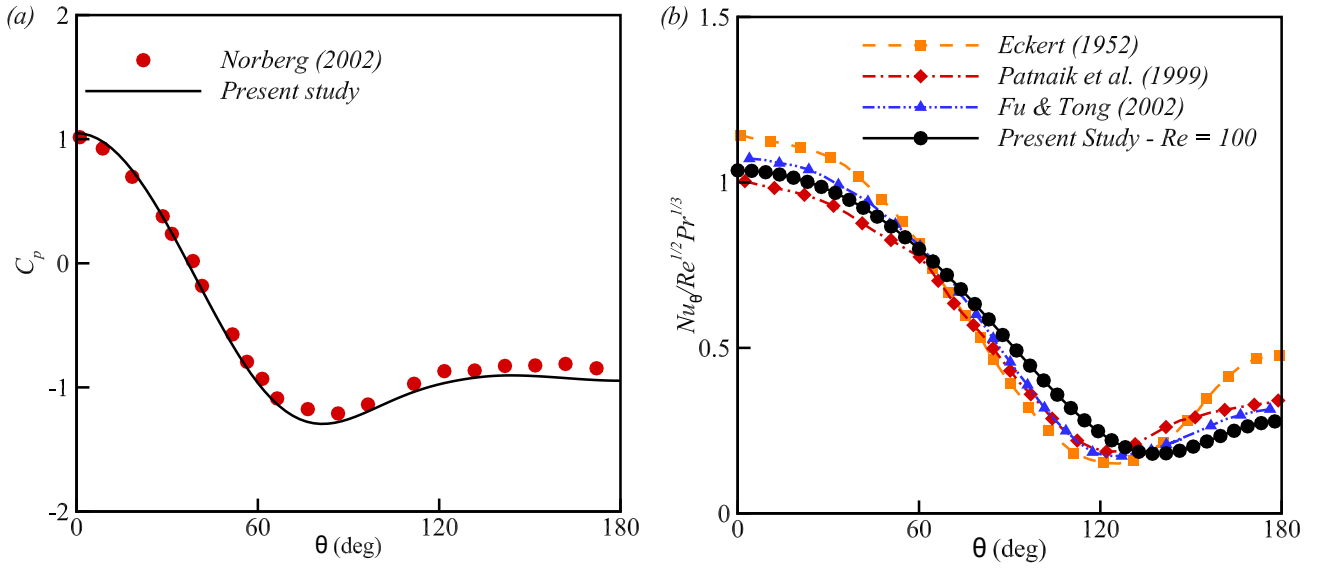 (a)
2
1
0
-1
-2
C_p
Norberg (2002)
Present study
0
60
120
180
θ (deg)
(b)
1.5
1
0.5
0
Nu_θ/Re^{1/2}Pr^{1/3}
Eckert (1952)
Patnaik et al. (1999)
Fu & Tong (2002)
Present Study - Re = 100
0
60
120
180
θ (deg)